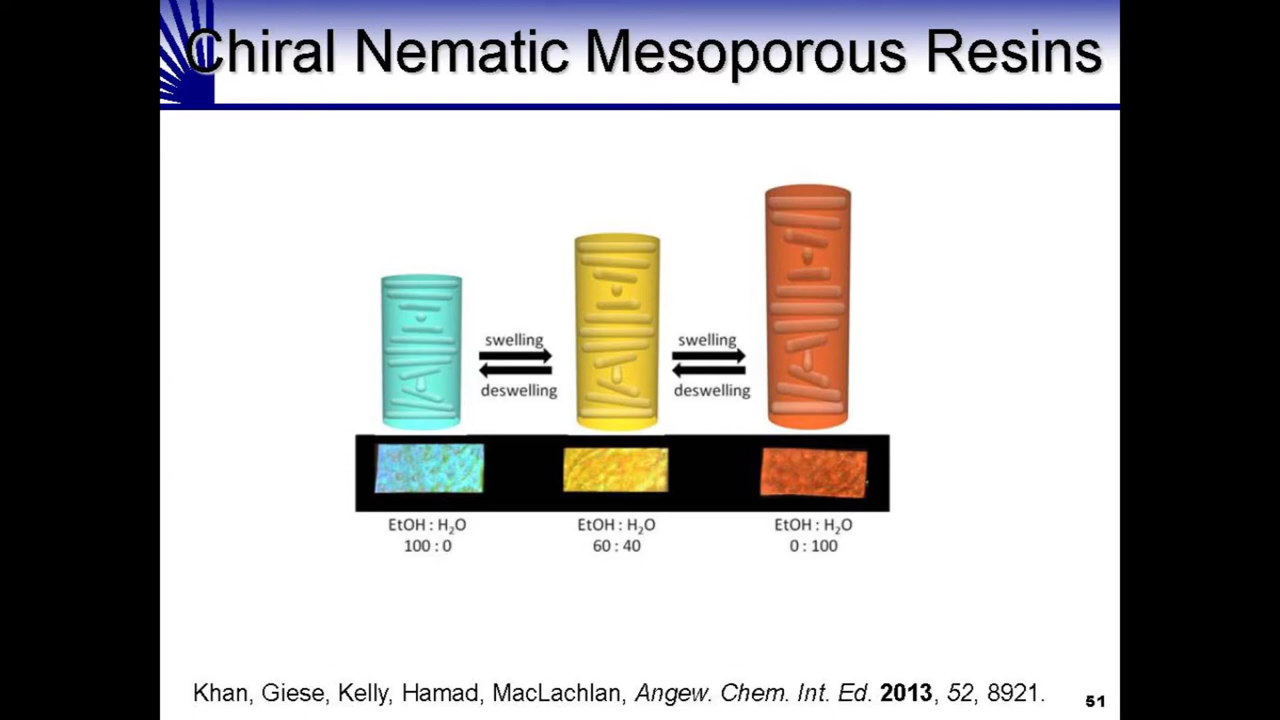 Chiral Nematic Mesoporous Resins
swelling
deswelling
swelling
deswelling
EtOH : H₂O
100 : 0
EtOH : H₂O
60 : 40
EtOH : H₂O
0 : 100
Khan, Giese, Kelly, Hamad, MacLachlan, Angew. Chem. Int. Ed. 2013, 52, 8921.
51